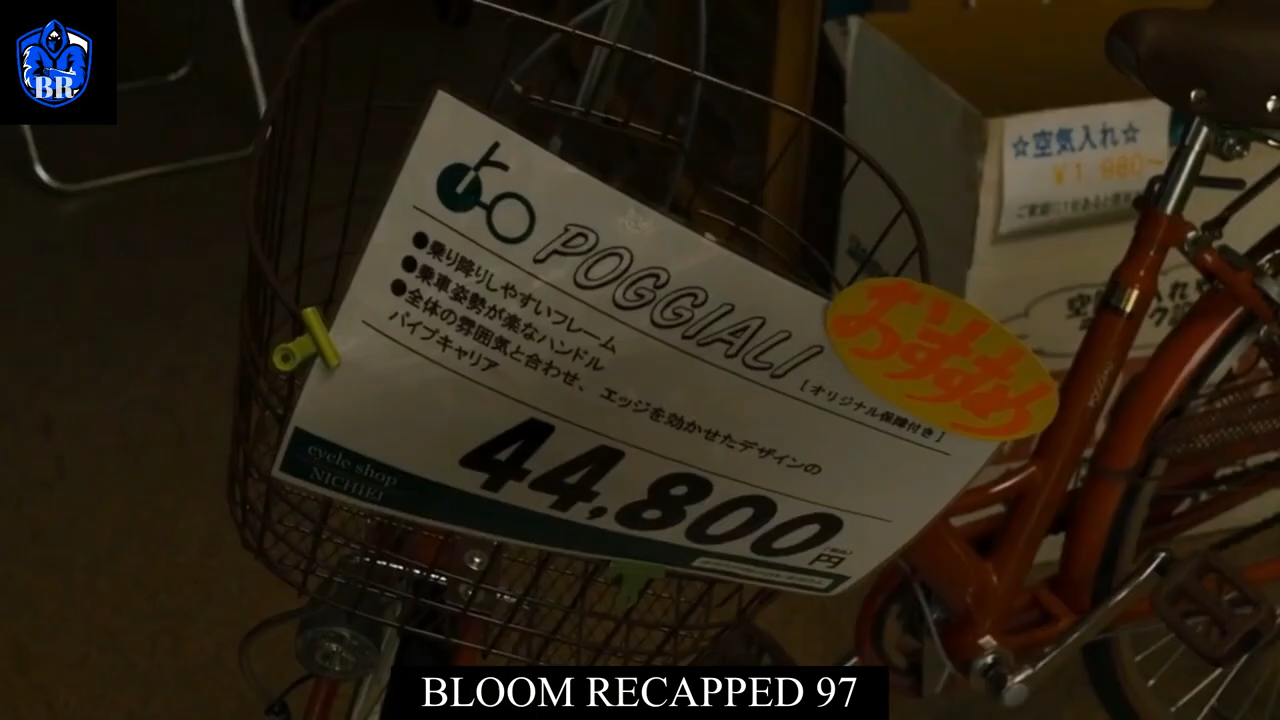 BR
☆空気入れ☆
¥1,980～
POGGIALI
[オリジナル保障付き]
おすすめ
●乗り降りしやすいフレーム
●乗車姿勢が楽なハンドル
●全体の雰囲気と合わせ、エッジを効かせたデザインの
パイプキャリア
44,800円
cycle shop
NICHIKI
BLOOM RECAPPED 97